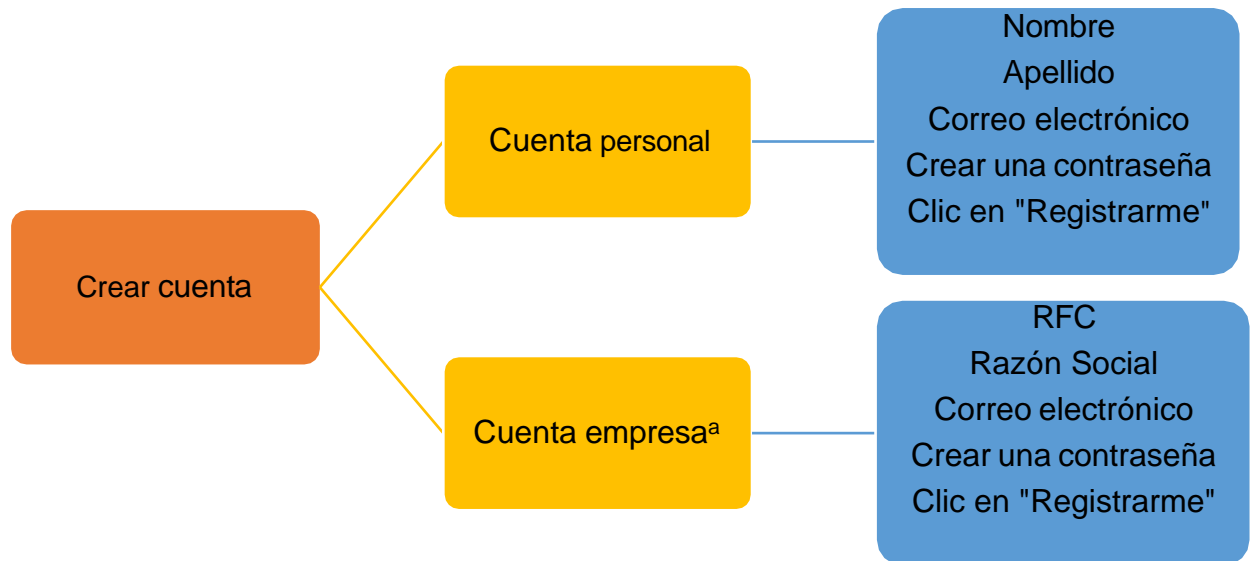 Crear cuenta
Cuenta personal
Nombre
Apellido
Correo electrónico
Crear una contraseña
Clic en "Registrarme"
Cuenta empresaª
RFC
Razón Social
Correo electrónico
Crear una contraseña
Clic en "Registrarme"